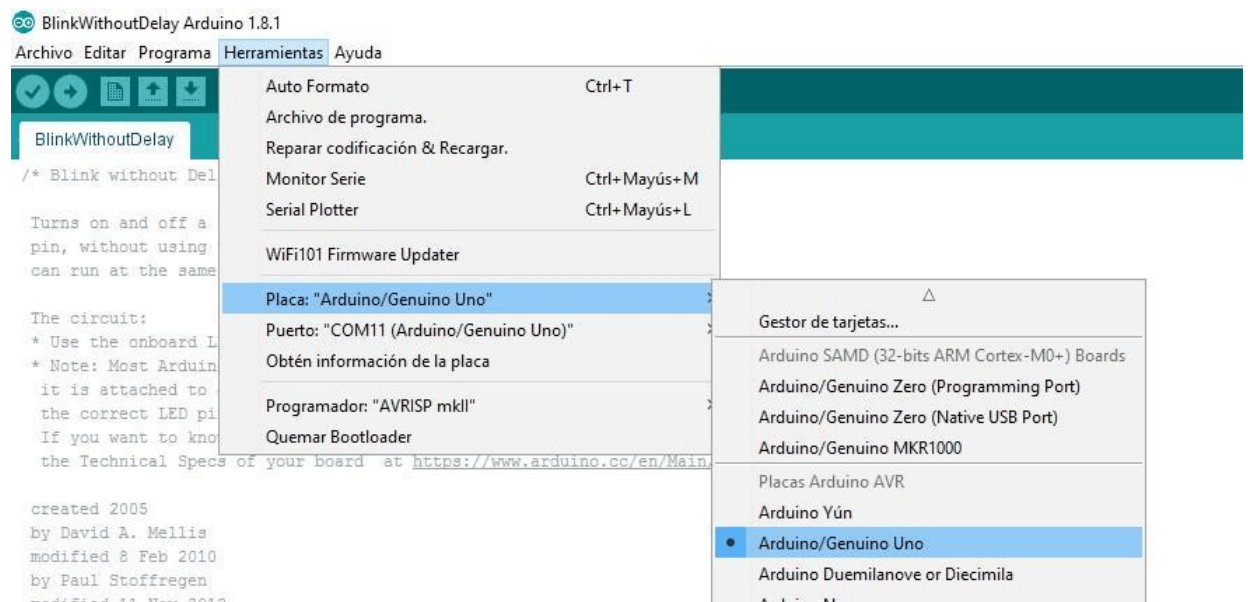 BlinkWithoutDelay Arduino 1.8.1
Archivo Editar Programa Herramientas Ayuda
BlinkWithoutDelay
Auto Formato Ctrl+T
Archivo de programa.
Reparar codificación & Recargar.
Monitor Serie Ctrl+Mayús+M
Serial Plotter Ctrl+Mayús+L
WiFi101 Firmware Updater
Placa: "Arduino/Genuino Uno"
Puerto: "COM11 (Arduino/Genuino Uno)"
Obtén información de la placa
Programador: "AVRISP mkII"
Quemar Bootloader
Gestor de tarjetas...
Arduino SAMD (32-bits ARM Cortex-M0+) Boards
Arduino/Genuino Zero (Programming Port)
Arduino/Genuino Zero (Native USB Port)
Arduino/Genuino MKR1000
Placas Arduino AVR
Arduino Yún
Arduino/Genuino Uno
Arduino Duemilanove or Diecimila
/* Blink without Del
Turns on and off a
pin, without using
can run at the same
The circuit:
* Use the onboard L
* Note: Most Arduin
it is attached to
the correct LED pi
If you want to kno
the Technical Specs of your board at https://www.arduino.cc/en/Main/
created 2005
by David A. Mellis
modified 8 Feb 2010
by Paul Stoffregen